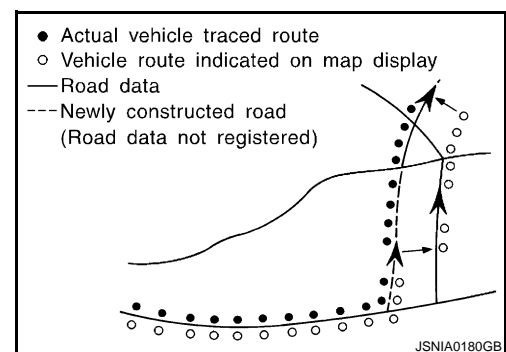 ● Actual vehicle traced route
○ Vehicle route indicated on map display
Road data
Newly constructed road
(Road data not registered)
JSNIA0180GB